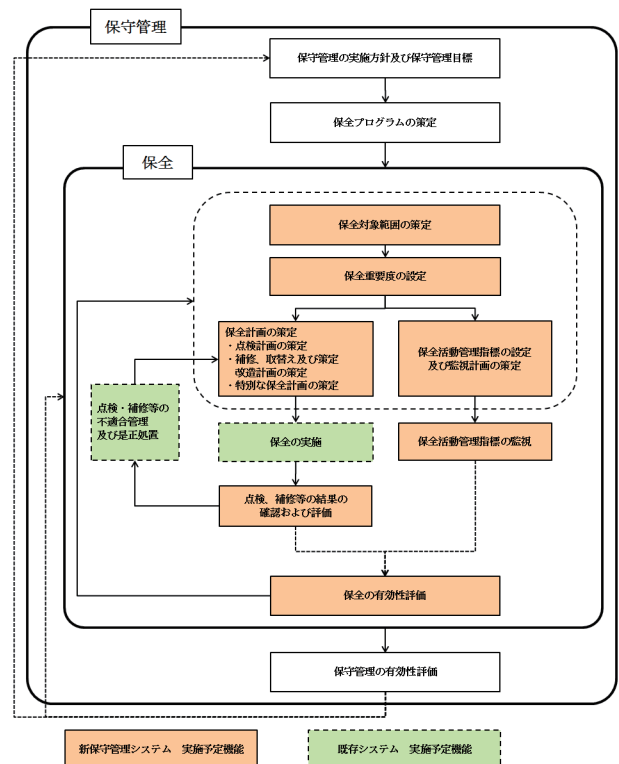 保守管理
保守管理の実施方針及び保守管理目標
保全プログラムの策定
保全
保全対象範囲の策定
保全重要度の設定
保全計画の策定
・点検計画の策定
・補修、取替え及び策定
改造計画の策定
・特別な保全計画の策定
保全活動管理指標の設定
及び監視計画の策定
点検・補修等の
不適合管理
及び是正処置
保全の実施
保全活動管理指標の監視
点検、補修等の結果の
確認および評価
保全の有効性評価
保守管理の有効性評価
新保守管理システム　実施予定機能
既存システム　実施予定機能